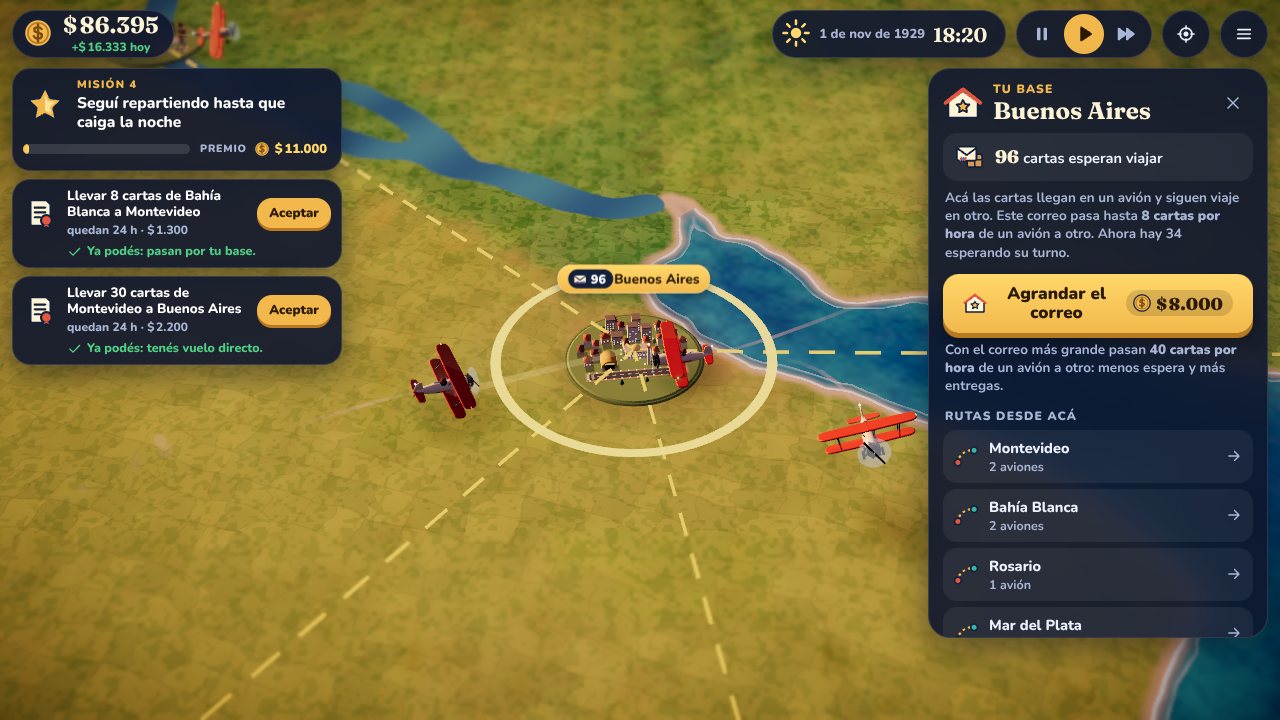 $86.395
+$16.333 hoy
1 de nov de 1929 18:20
MISIÓN 4
Seguí repartiendo hasta que
caiga la noche
PREMIO $11.000
Llevar 8 cartas de Bahía
Blanca a Montevideo
quedan 24 h · $1.300
Aceptar
Ya podés: pasan por tu base.
Llevar 30 cartas de
Montevideo a Buenos Aires
quedan 24 h · $2.200
Aceptar
Ya podés: tenés vuelo directo.
96 Buenos Aires
TU BASE
Buenos Aires
96 cartas esperan viajar
Acá las cartas llegan en un avión y siguen viaje
en otro. Este correo pasa hasta 8 cartas por
hora de un avión a otro. Ahora hay 34
esperando su turno.
Agrandar el
correo
$8.000
Con el correo más grande pasan 40 cartas por
hora de un avión a otro: menos espera y más
entregas.
RUTAS DESDE ACÁ
Montevideo
2 aviones
Bahía Blanca
2 aviones
Rosario
1 avión
Mar del Plata